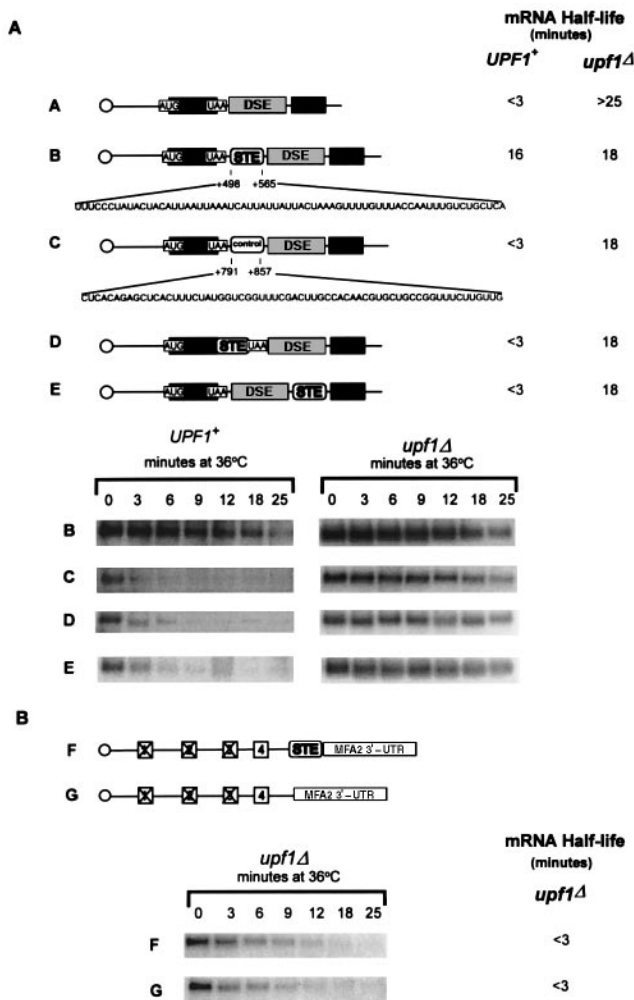 A
mRNA Half-life
(minutes)
UPF1⁺ upf1Δ
A AUG UAA DSE <3 >25
B AUG UAA STE DSE 16 18
+498 +565
UUUCCCUAUACUACAUUAAUUAAAUCAUUAUUAUUACUAAAGUUUUGUUUACCAAUUUGUCUGCUCA
C AUG UAA control DSE <3 18
+791 +857
CUCACAGAGCUCACUUUCUAUGGUCGGUUUCGACUUGCCACAACGUGCUGCCGGUUUCUUGUUG
D AUG STE UAA DSE <3 18
E AUG UAA DSE STE <3 18
UPF1⁺ upf1Δ
minutes at 36°C minutes at 36°C
0 3 6 9 12 18 25 0 3 6 9 12 18 25
B
C
D
E
B
F 4 STE MFA2 3'-UTR
G 4 MFA2 3'-UTR
mRNA Half-life
(minutes)
upf1Δ
upf1Δ
minutes at 36°C
0 3 6 9 12 18 25
F <3
G <3